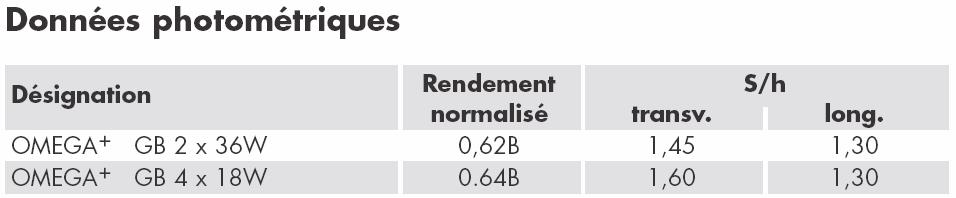 Données photométriques
Désignation Rendement normalisé S/h transv. long.
OMEGA+ GB 2 x 36W 0,62B 1,45 1,30
OMEGA+ GB 4 x 18W 0.64B 1,60 1,30